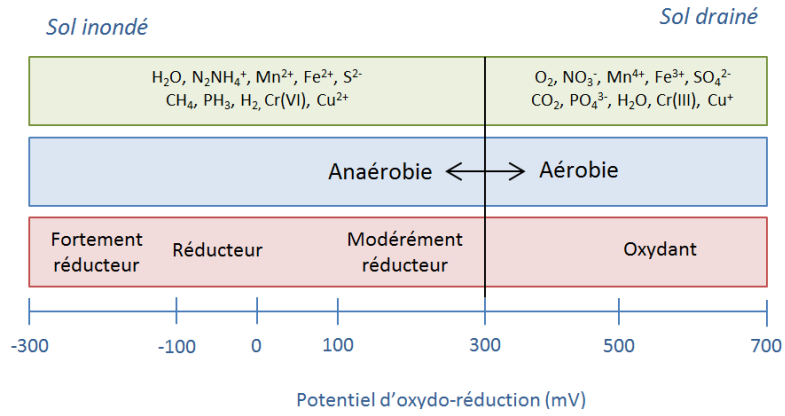 Sol inondé
Sol drainé
H₂O, N₂NH₄⁺, Mn²⁺, Fe²⁺, S²⁻
CH₄, PH₃, H₂, Cr(VI), Cu²⁺
O₂, NO₃⁻, Mn⁴⁺, Fe³⁺, SO₄²⁻
CO₂, PO₄³⁻, H₂O, Cr(III), Cu⁺
Anaérobie
Aérobie
Fortement
réducteur
Réducteur
Modérément
réducteur
Oxydant
-300 -100 0 100 300 500 700
Potentiel d'oxydo-réduction (mV)